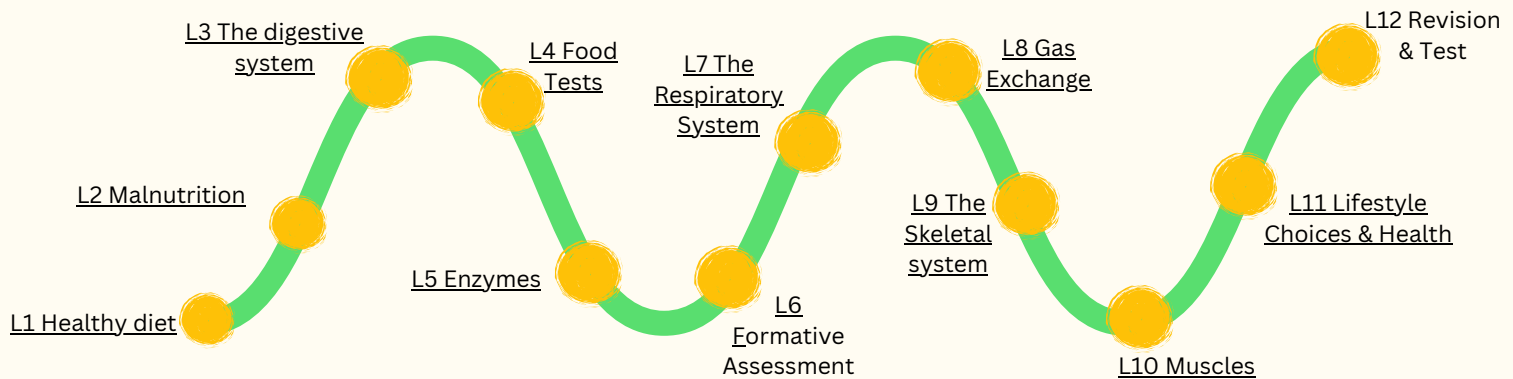 L1 Healthy diet
L2 Malnutrition
L3 The digestive
system
L4 Food
Tests
L5 Enzymes
L6
Formative
Assessment
L7 The
Respiratory
System
L8 Gas
Exchange
L9 The
Skeletal
system
L10 Muscles
L11 Lifestyle
Choices & Health
L12 Revision
& Test